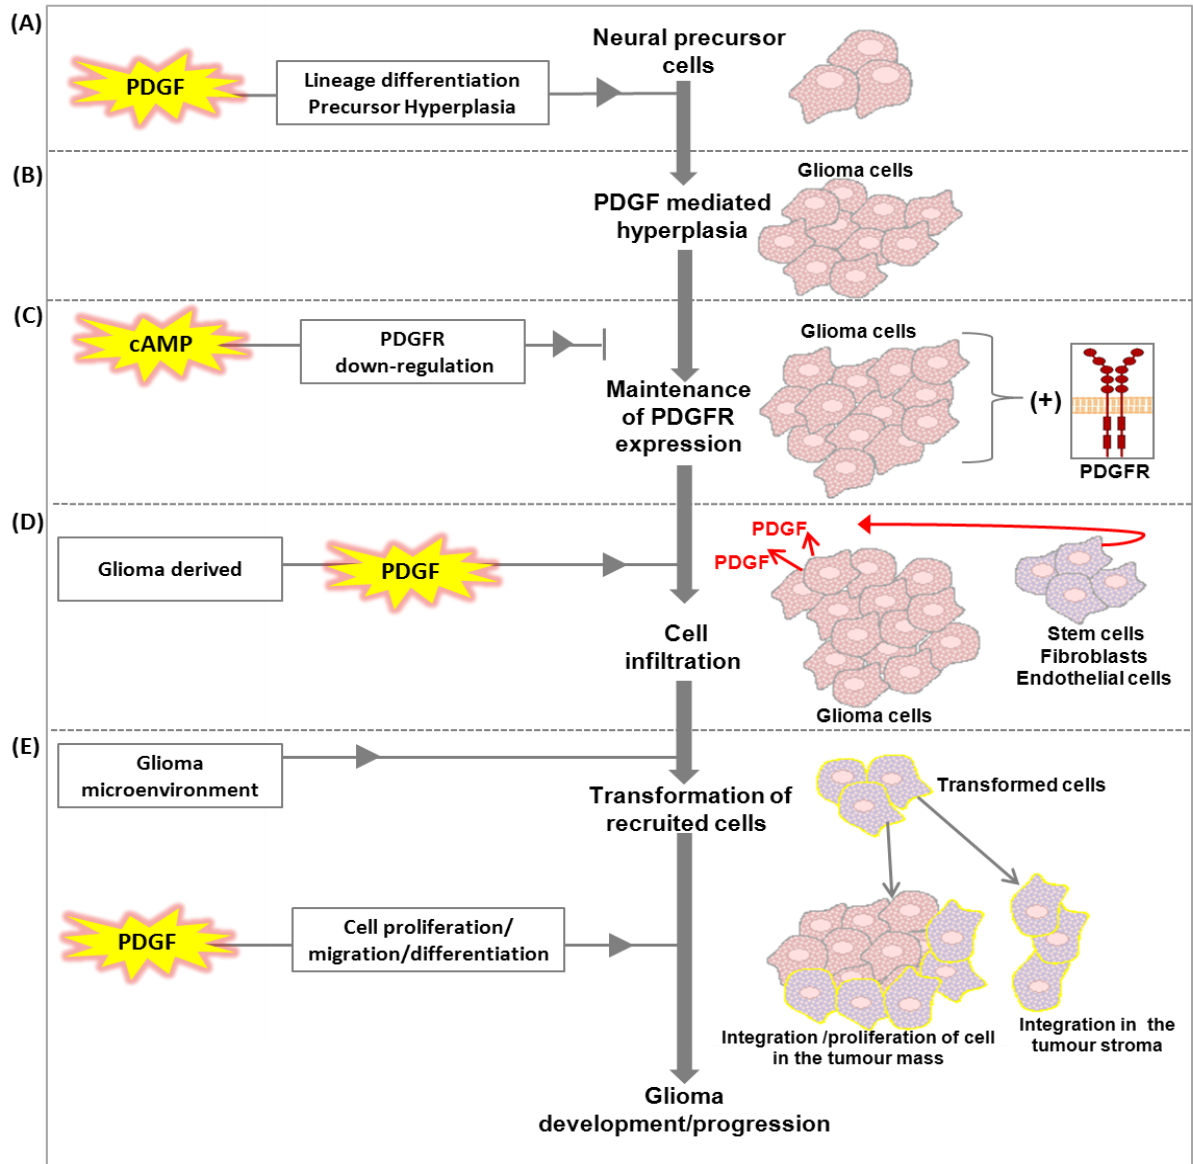 (A)
PDGF
Lineage differentiation
Precursor Hyperplasia
Neural precursor
cells
(B)
PDGF mediated
hyperplasia
Glioma cells
(C)
cAMP
PDGFR
down-regulation
Maintenance
of PDGFR
expression
Glioma cells
(+)
PDGFR
(D)
Glioma derived
PDGF
Cell
infiltration
PDGF
PDGF
Glioma cells
Stem cells
Fibroblasts
Endothelial cells
(E)
Glioma
microenvironment
Transformation of
recruited cells
Transformed cells
PDGF
Cell proliferation/
migration/differentiation
Integration /proliferation of cell
in the tumour mass
Integration in the
tumour stroma
Glioma
development/progression